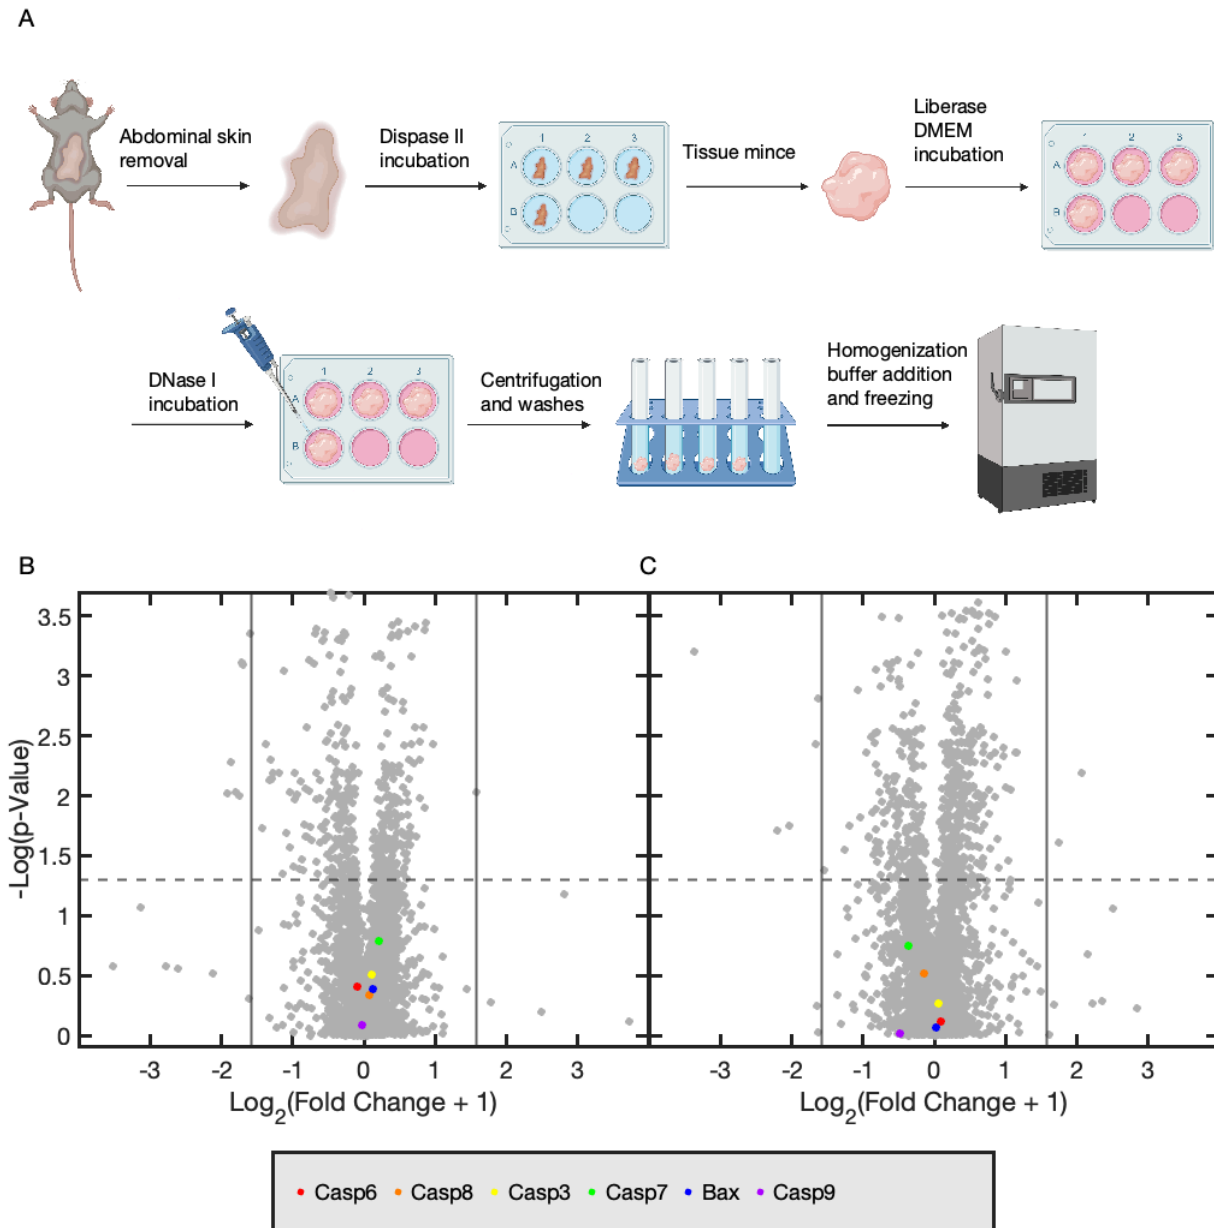 A
Abdominal skin
removal
Dispase II
incubation
1 2 3
A
B
Tissue mince
Liberase
DMEM
incubation
1 2 3
A
B
DNase I
incubation
1 2 3
A
B
Centrifugation
and washes
Homogenization
buffer addition
and freezing
B
C
3.5
3
2.5
2
1.5
1
0.5
0
-Log(p-Value)
-3 -2 -1 0 1 2 3
-3 -2 -1 0 1 2 3
Log2(Fold Change + 1)
Log2(Fold Change + 1)
Casp6 Casp8 Casp3 Casp7 Bax Casp9